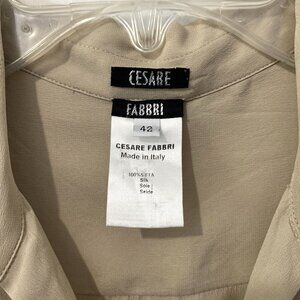 CESARE
FABBRI
42
CESARE FABBRI
Made in Italy
100% SETA
Silk
Soie
Seide